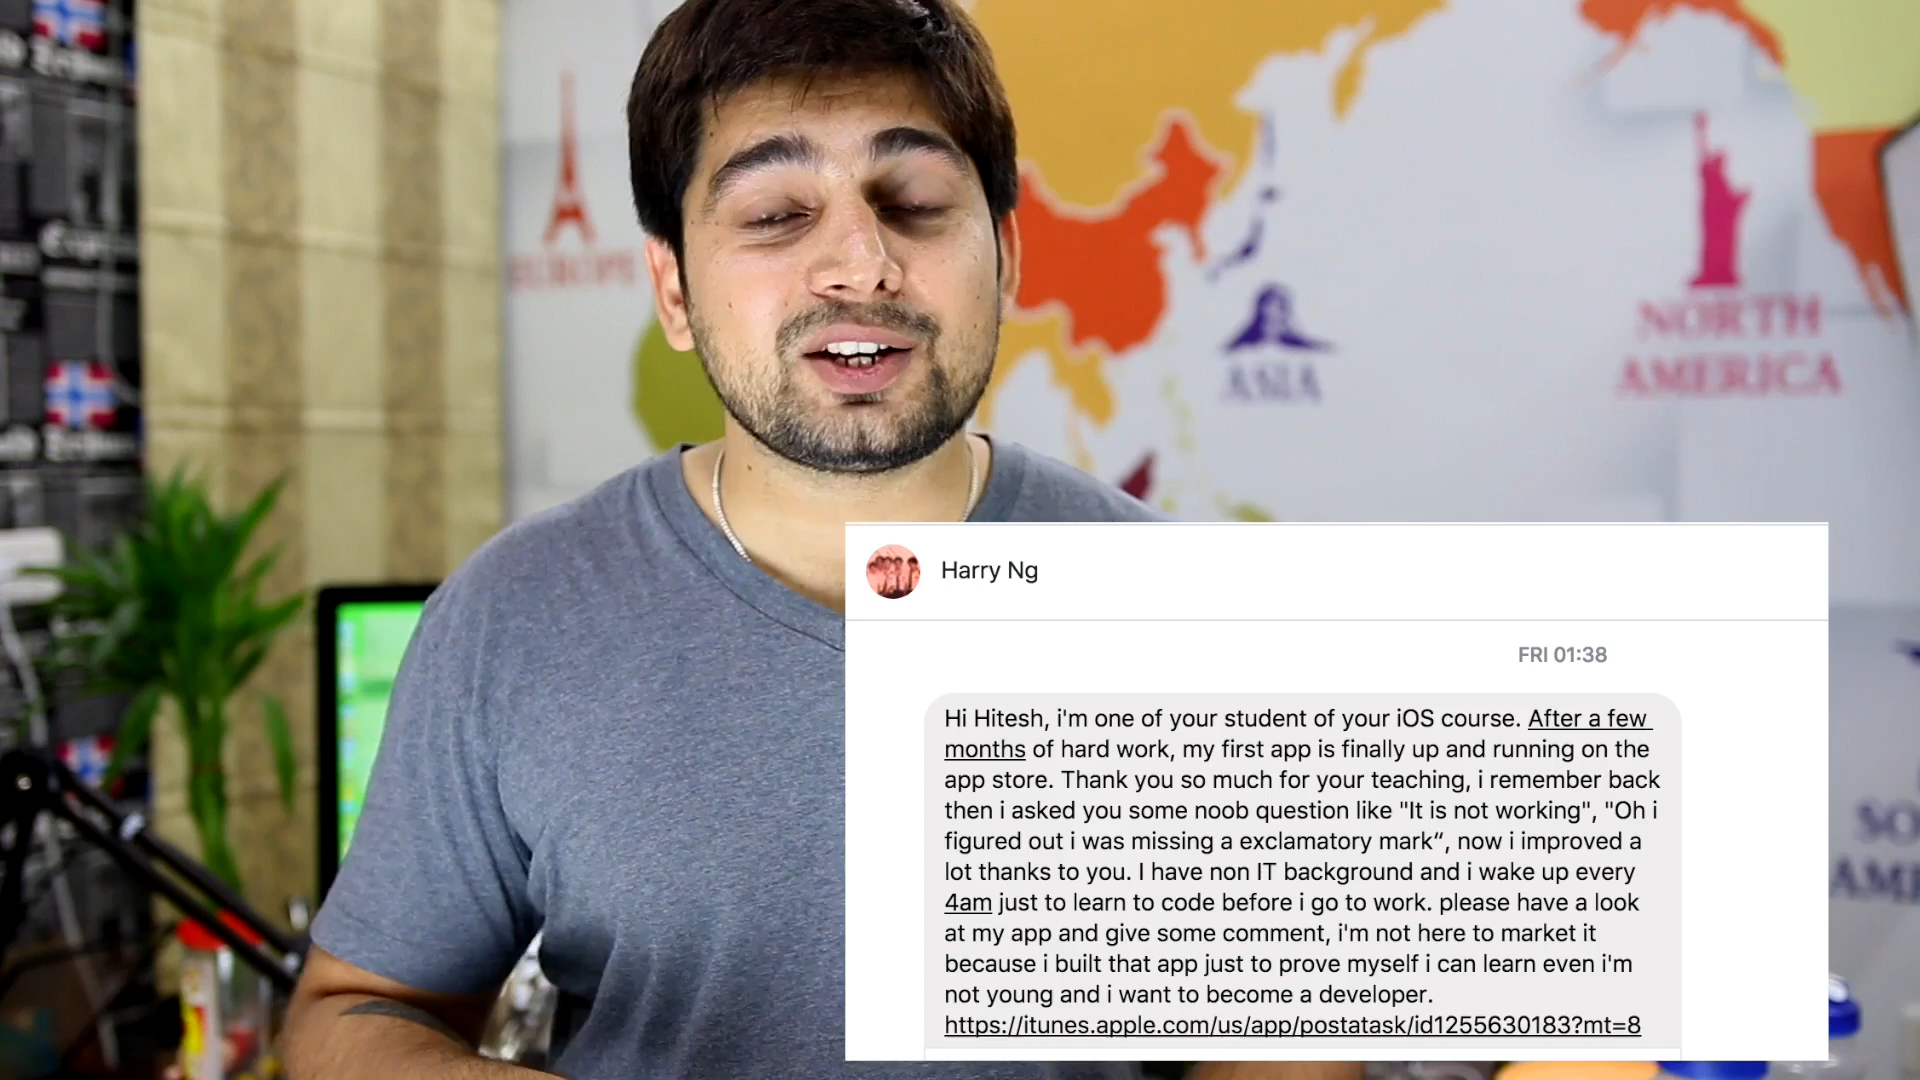 EUROPE
ASIA
NORTH
AMERICA
Harry Ng
FRI 01:38
Hi Hitesh, i'm one of your student of your iOS course. After a few
months of hard work, my first app is finally up and running on the
app store. Thank you so much for your teaching, i remember back
then i asked you some noob question like "It is not working", "Oh i
figured out i was missing a exclamatory mark“, now i improved a
lot thanks to you. I have non IT background and i wake up every
4am just to learn to code before i go to work. please have a look
at my app and give some comment, i'm not here to market it
because i built that app just to prove myself i can learn even i'm
not young and i want to become a developer.
https://itunes.apple.com/us/app/postatask/id1255630183?mt=8